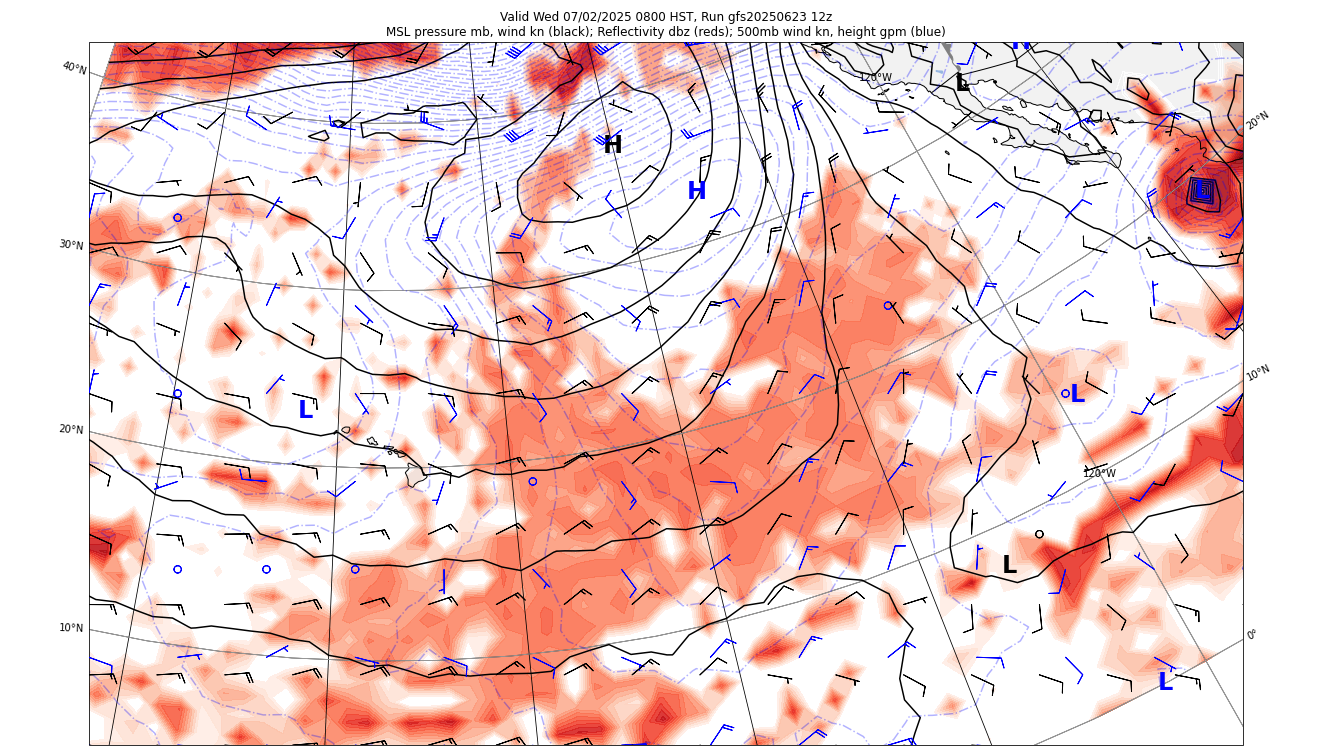 Valid Wed 07/02/2025 0800 HST, Run gfs20250623 12z
MSL pressure mb, wind kn (black); Reflectivity dbz (reds); 500mb wind kn, height gpm (blue)
H
40°N
120°W
L
20°N
H
H
L
30°N
10°N
L
L
20°N
120°W
L
10°N
0°
L